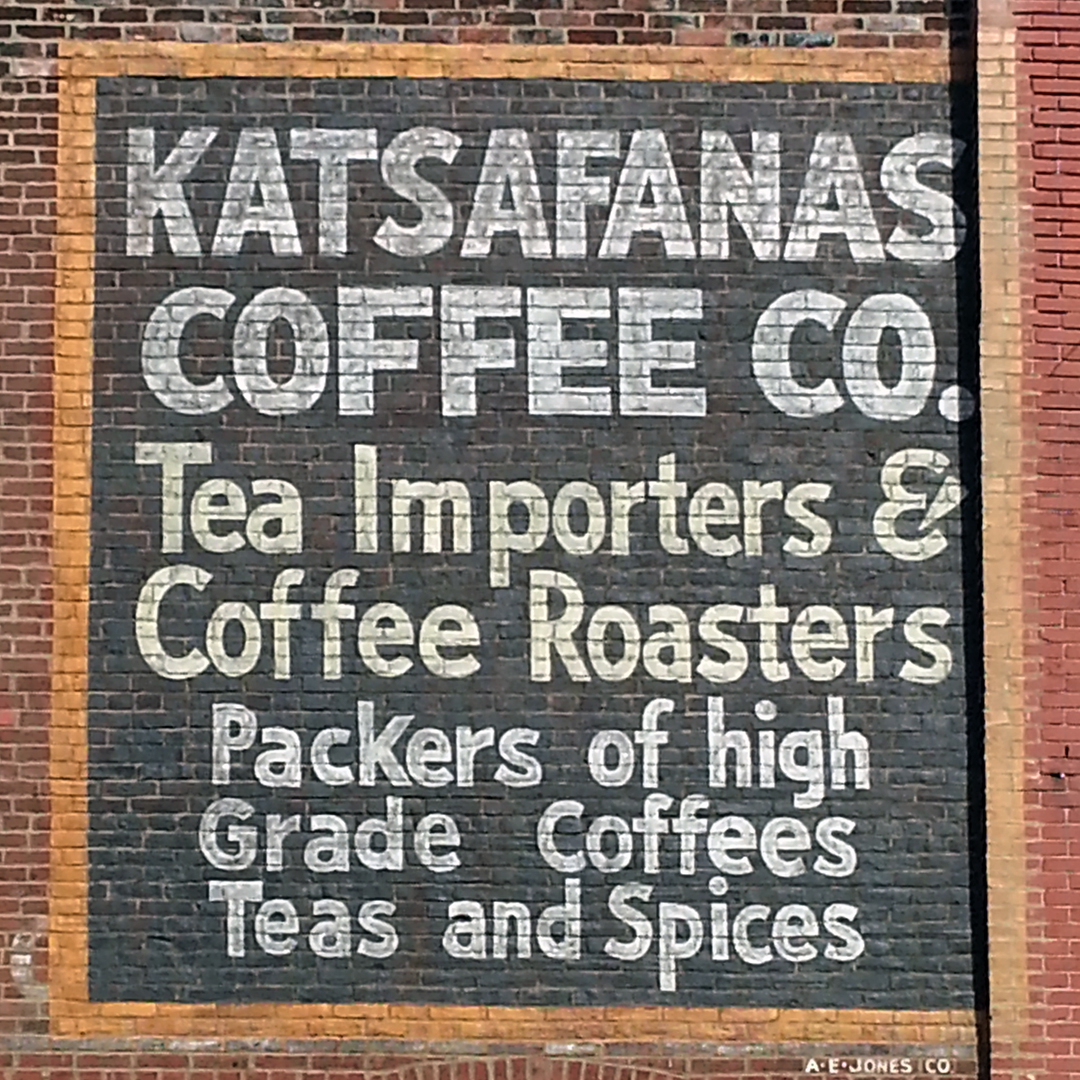 KATSAFANAS
COFFEE CO.
Tea Importers &
Coffee Roasters
Packers of high
Grade Coffees
Teas and Spices
A·E·JONES CO.